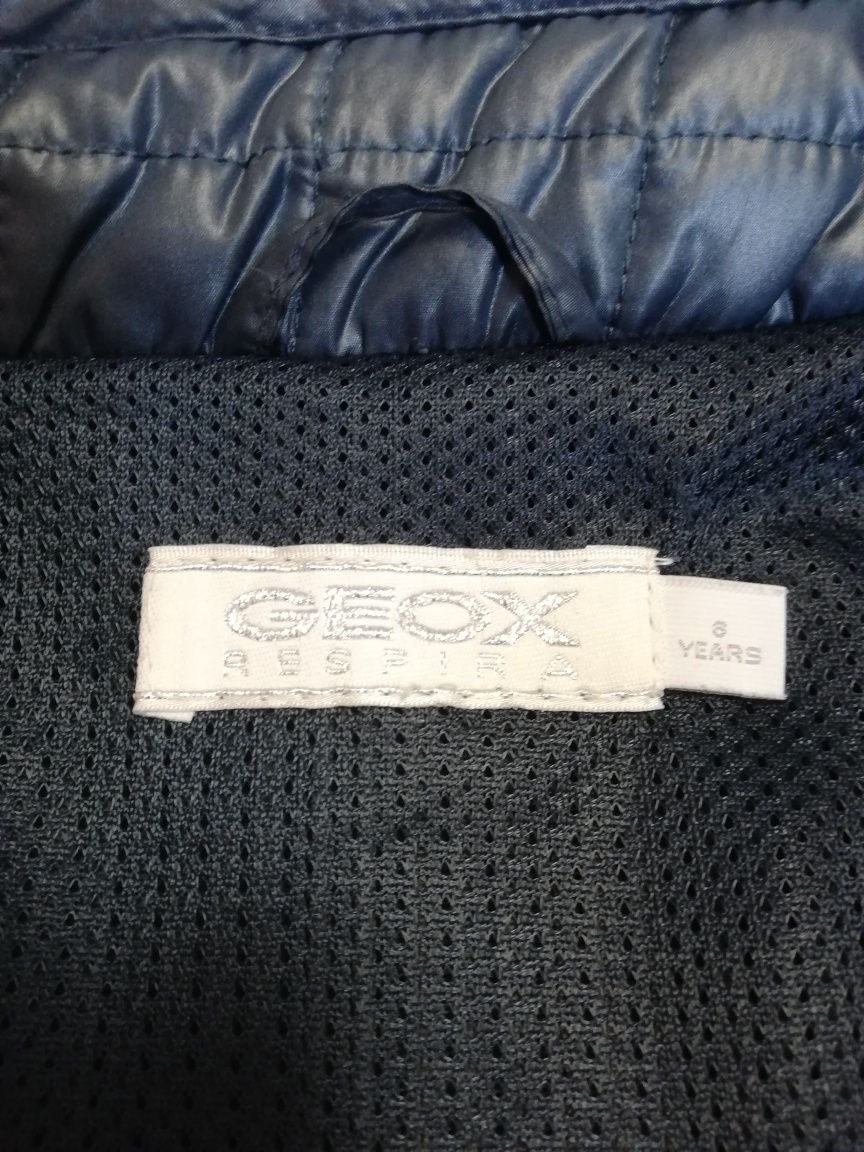 GEOX
RESPIRA
6
YEARS